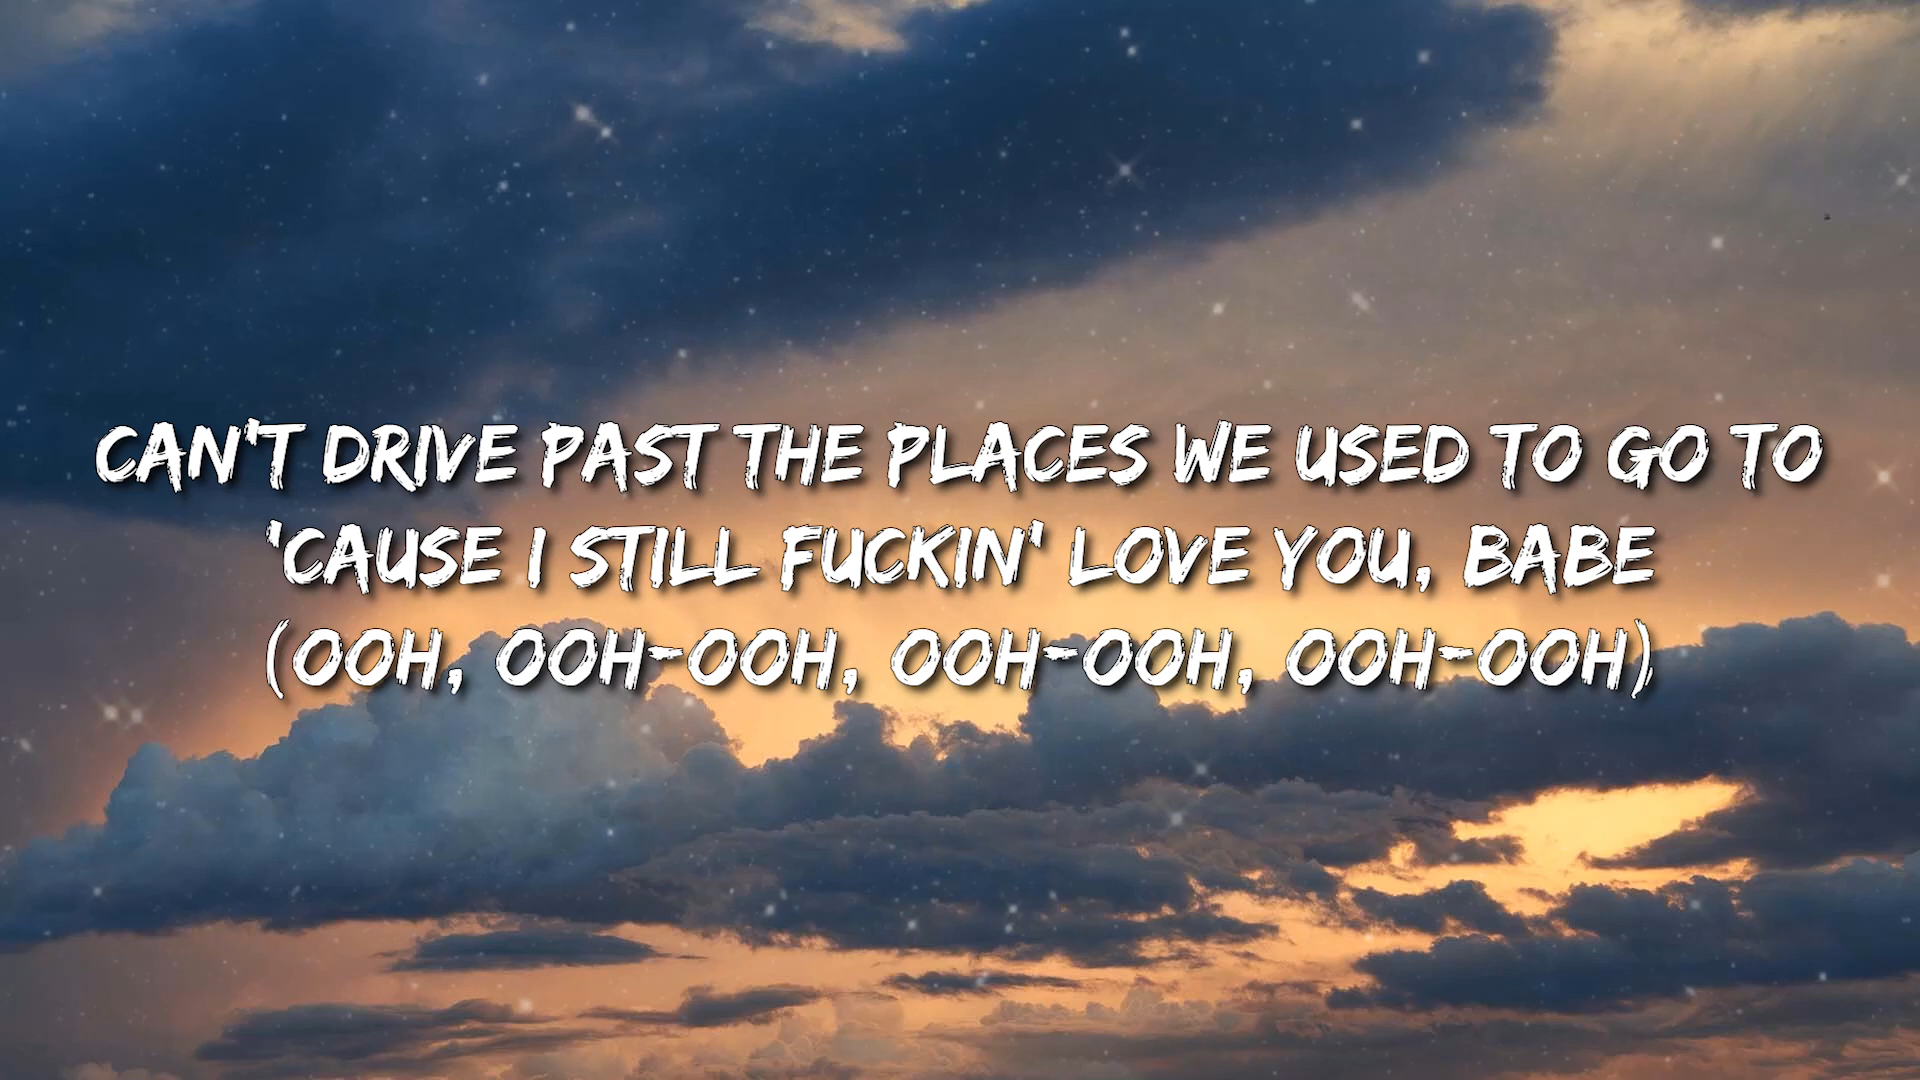 CAN'T DRIVE PAST THE PLACES WE USED TO GO TO
'CAUSE I STILL FUCKIN' LOVE YOU, BABE
(OOH, OOH-OOH, OOH-OOH, OOH-OOH)